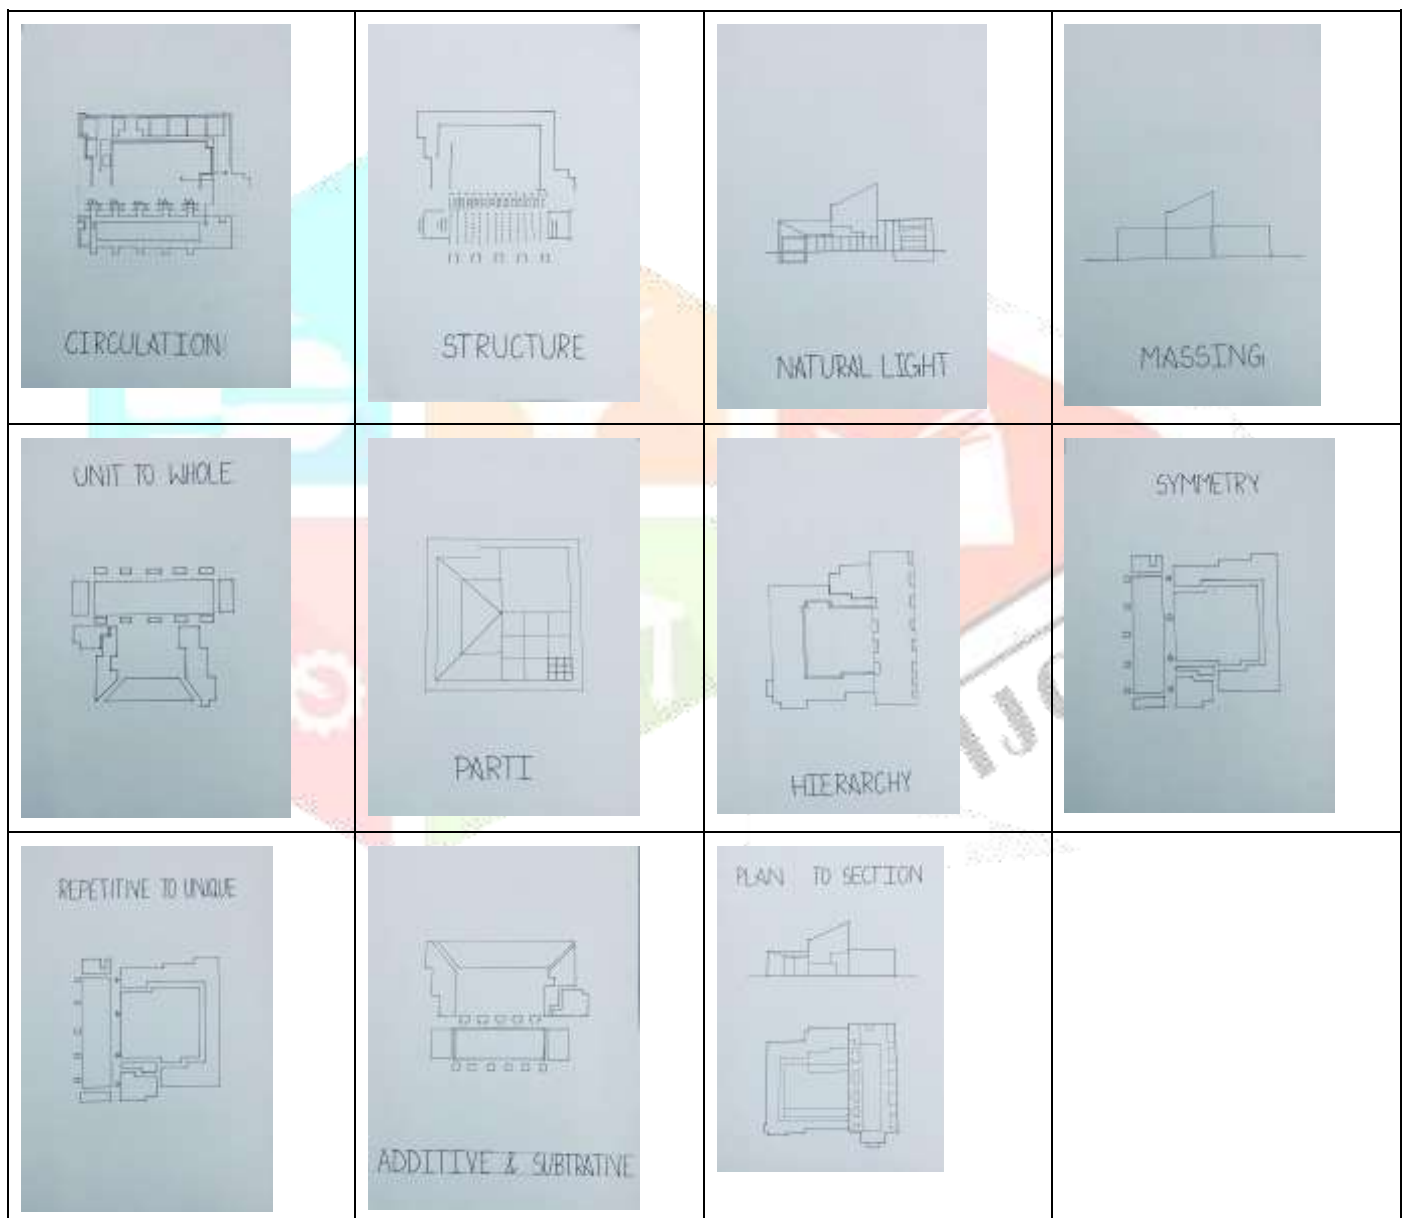 CIRCULATION
STRUCTURE
NATURAL LIGHT
MASSING
UNIT TO WHOLE
PARTI
HIERARCHY
SYMMETRY
REPETITIVE TO UNIQUE
ADDITIVE & SUBTRATIVE
PLAN TO SECTION